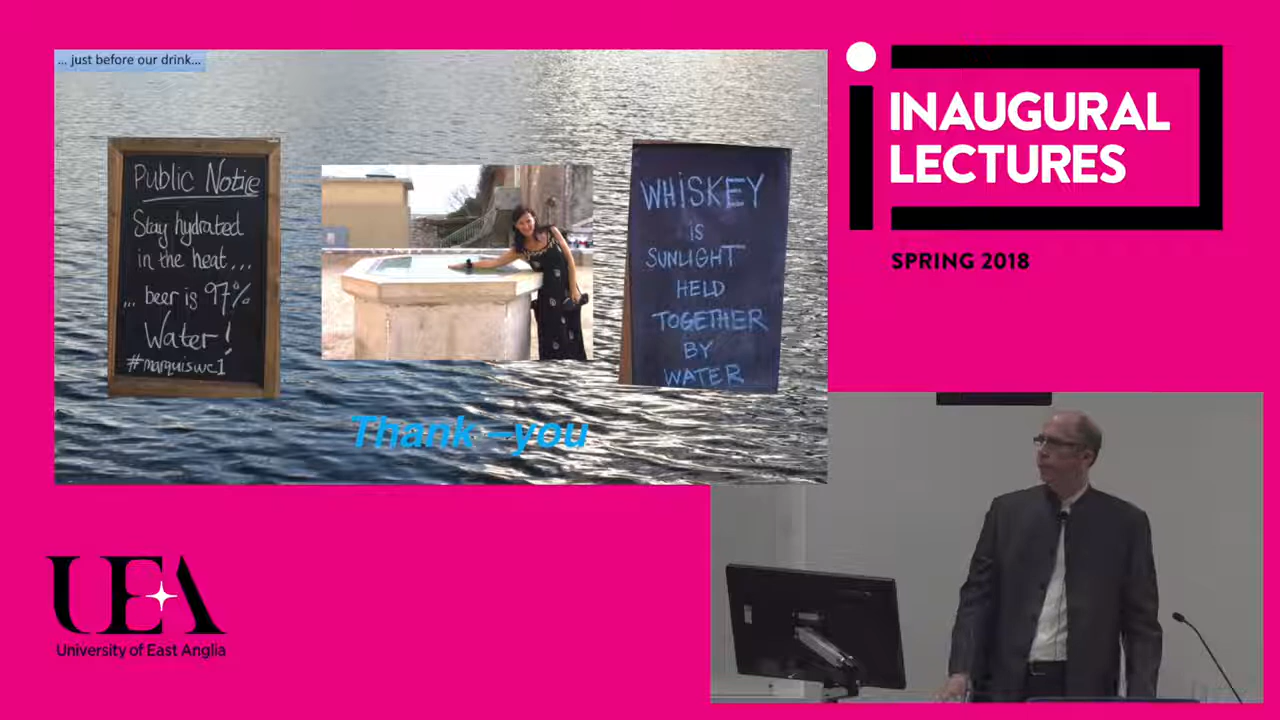 ... just before our drink...
Public Notice
Stay hydrated
in the heat...
... beer is 97%
Water!
#marquiswc1
WHiSKEY
iS
SUNLIGHT
HELD
TOGETHER
BY
WATER
Thank –you
INAUGURAL
LECTURES
SPRING 2018
UEA
University of East Anglia